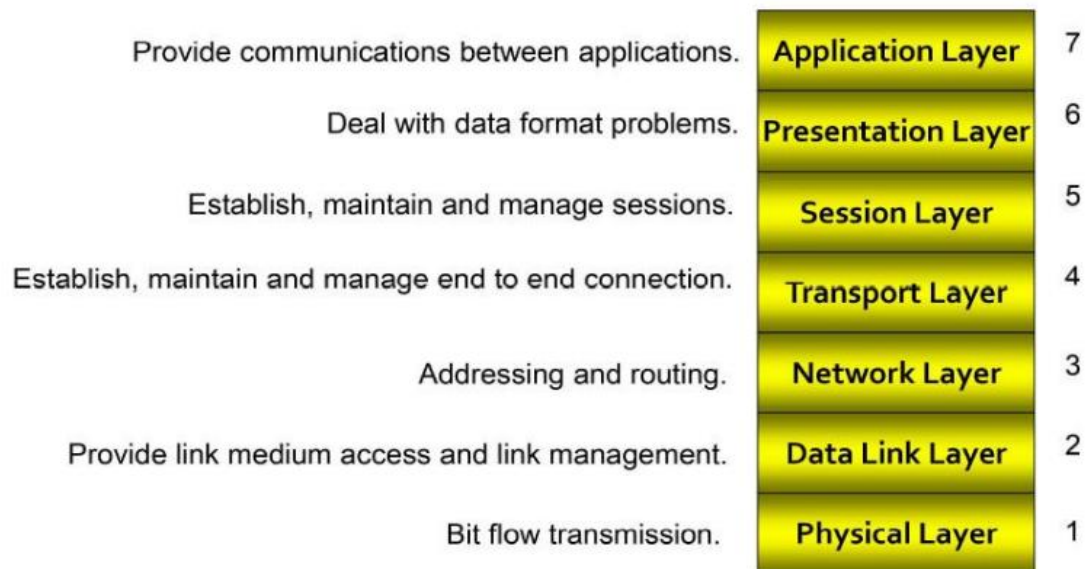 Provide communications between applications. Application Layer 7
Deal with data format problems. Presentation Layer 6
Establish, maintain and manage sessions. Session Layer 5
Establish, maintain and manage end to end connection. Transport Layer 4
Addressing and routing. Network Layer 3
Provide link medium access and link management. Data Link Layer 2
Bit flow transmission. Physical Layer 1